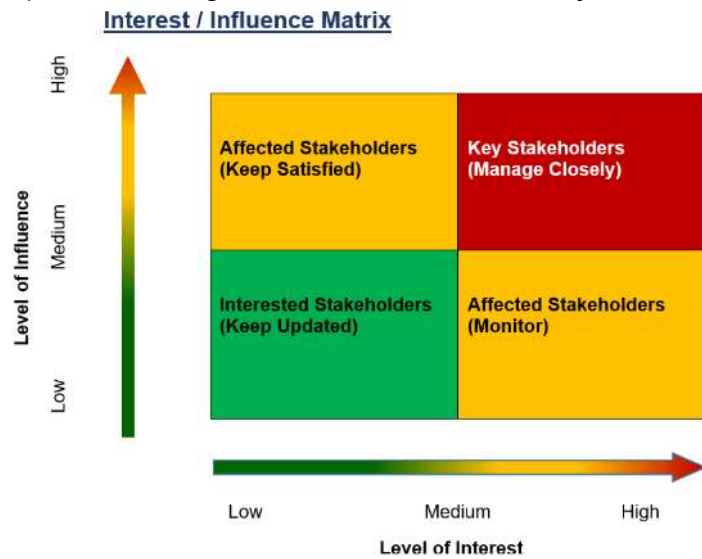 Interest / Influence Matrix
High
Medium
Low
Level of Influence
Affected Stakeholders
(Keep Satisfied)
Key Stakeholders
(Manage Closely)
Interested Stakeholders
(Keep Updated)
Affected Stakeholders
(Monitor)
Low
Medium
High
Level of Interest